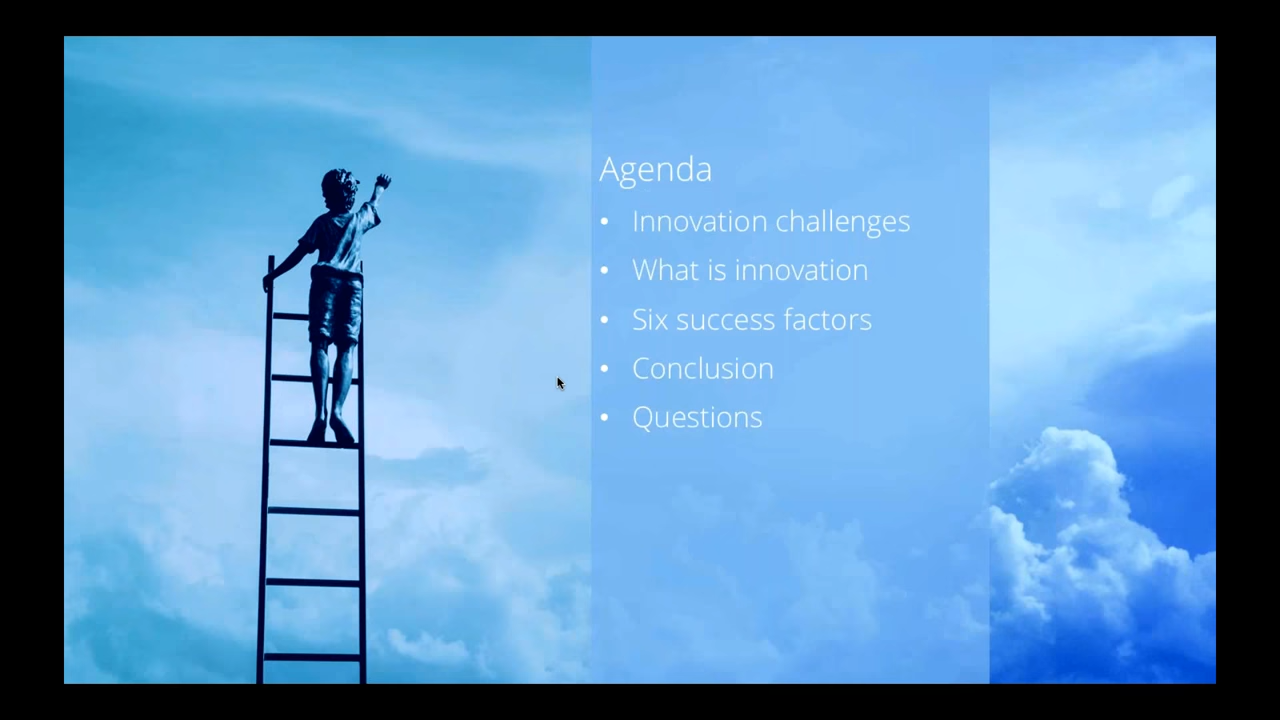 Agenda
• Innovation challenges
• What is innovation
• Six success factors
• Conclusion
• Questions